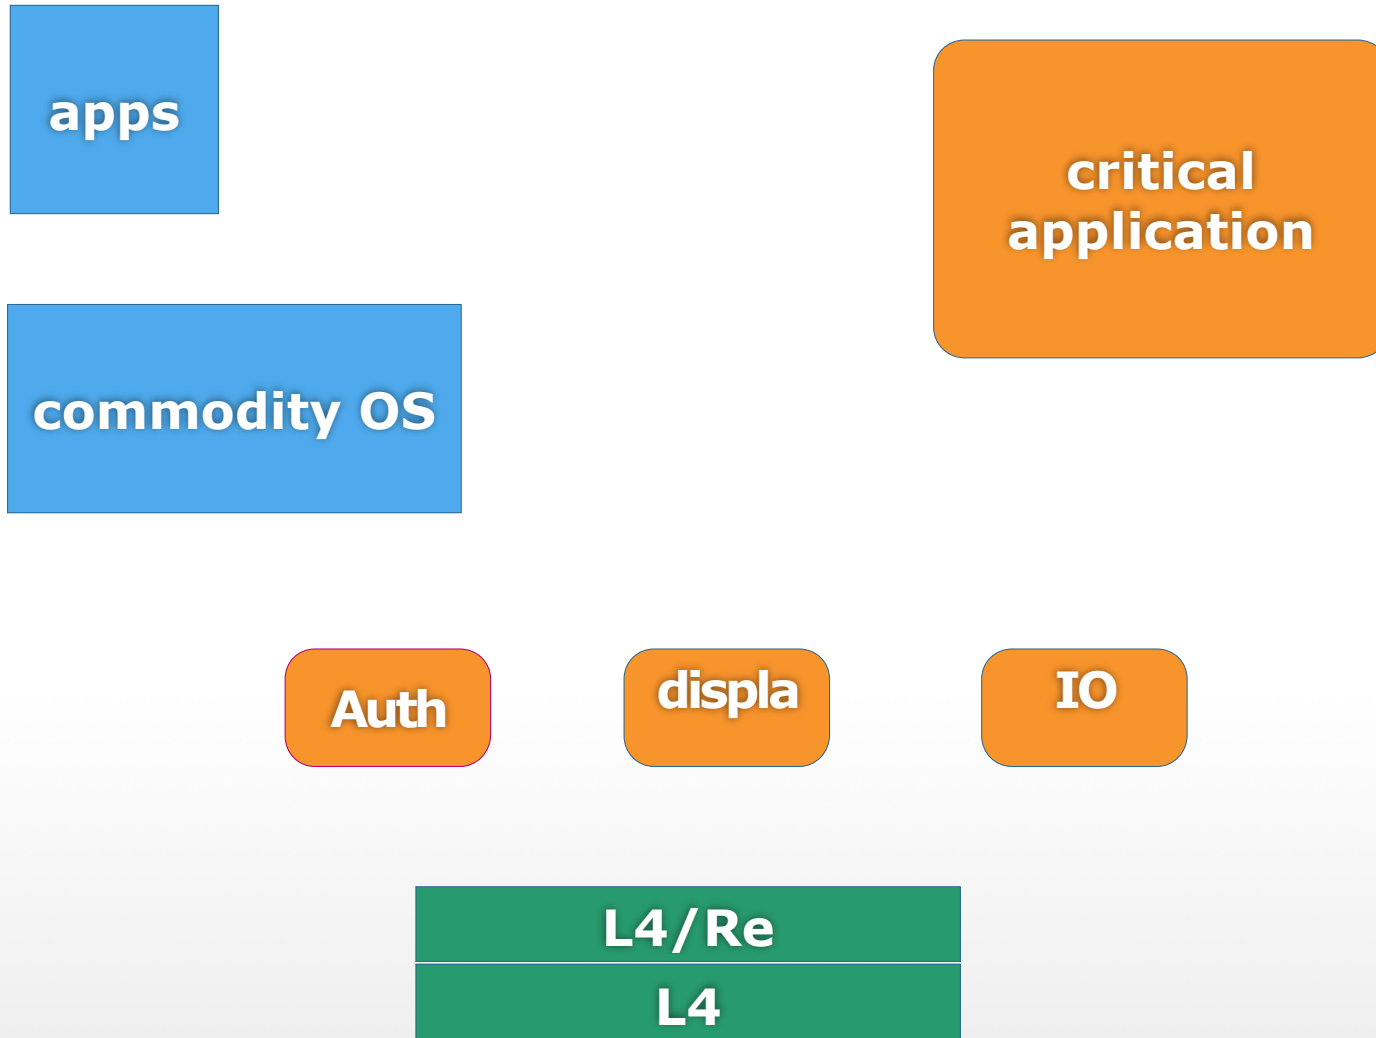 apps
critical
application
commodity OS
Auth
displa
IO
L4/Re
L4